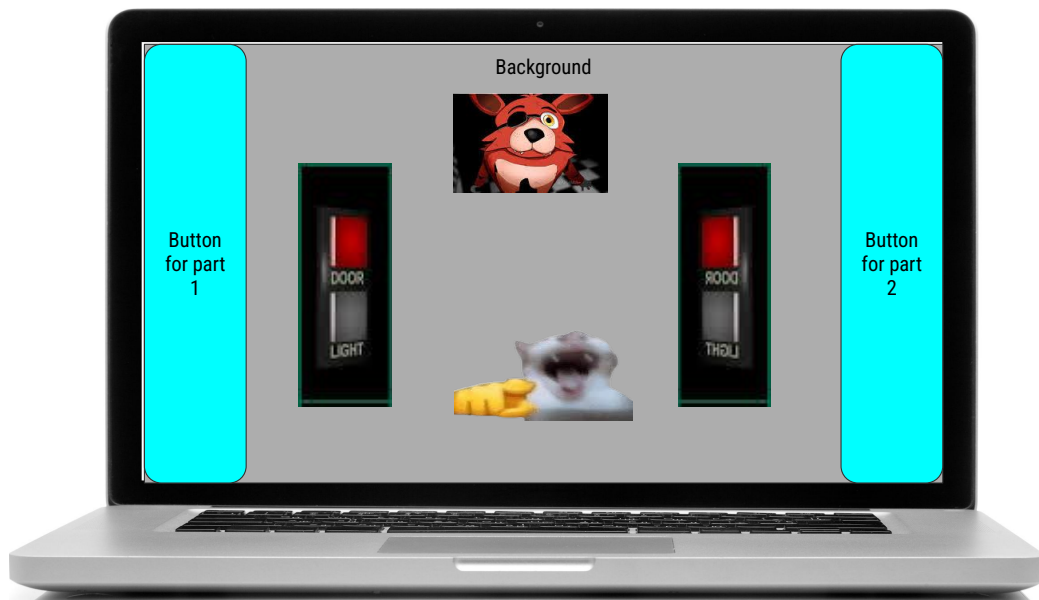 Background
Button
for part
1
DOOR
LIGHT
DOOR
LIGHT
Button
for part
2